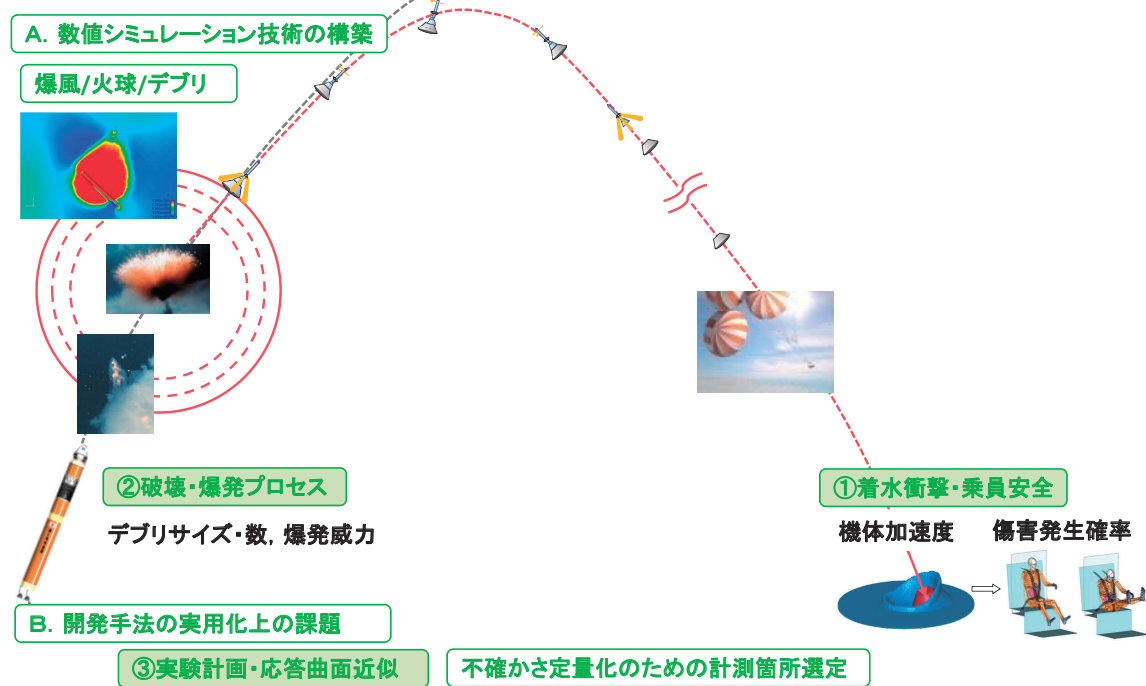 A. 数値シミュレーション技術の構築
爆風/火球/デブリ
②破壊・爆発プロセス
デブリサイズ・数, 爆発威力
①着水衝撃・乗員安全
機体加速度
傷害発生確率
B. 開発手法の実用化上の課題
③実験計画・応答曲面近似
不確かさ定量化のための計測箇所選定